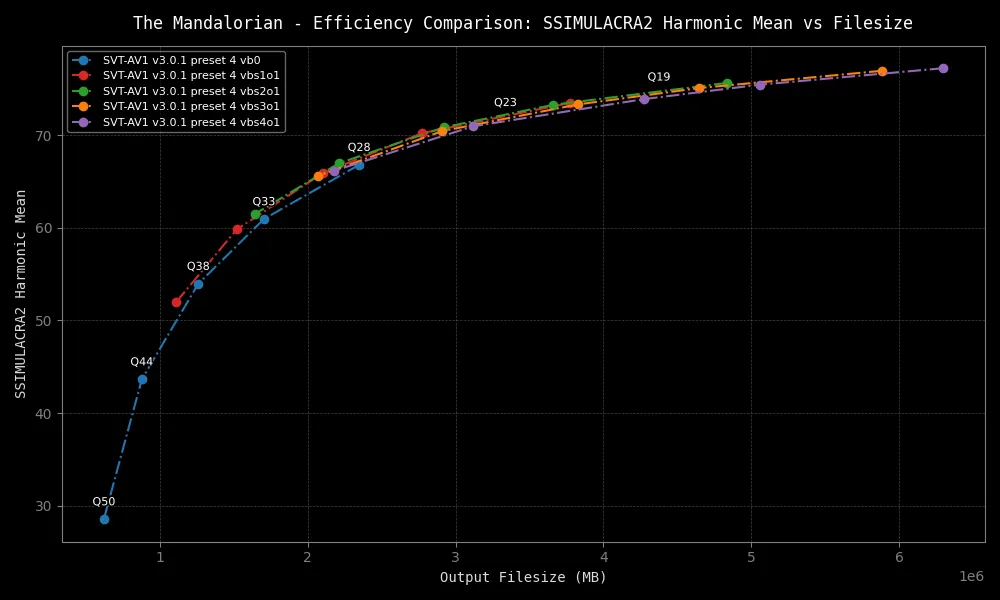 The Mandalorian - Efficiency Comparison: SSIMULACRA2 Harmonic Mean vs Filesize
SVT-AV1 v3.0.1 preset 4 vb0
SVT-AV1 v3.0.1 preset 4 vbs1o1
SVT-AV1 v3.0.1 preset 4 vbs2o1
SVT-AV1 v3.0.1 preset 4 vbs3o1
SVT-AV1 v3.0.1 preset 4 vbs4o1
Q19
Q23
Q28
Q33
Q38
Q44
Q50
70
60
50
40
30
SSIMULACRA2 Harmonic Mean
1 2 3 4 5 6
1e6
Output Filesize (MB)